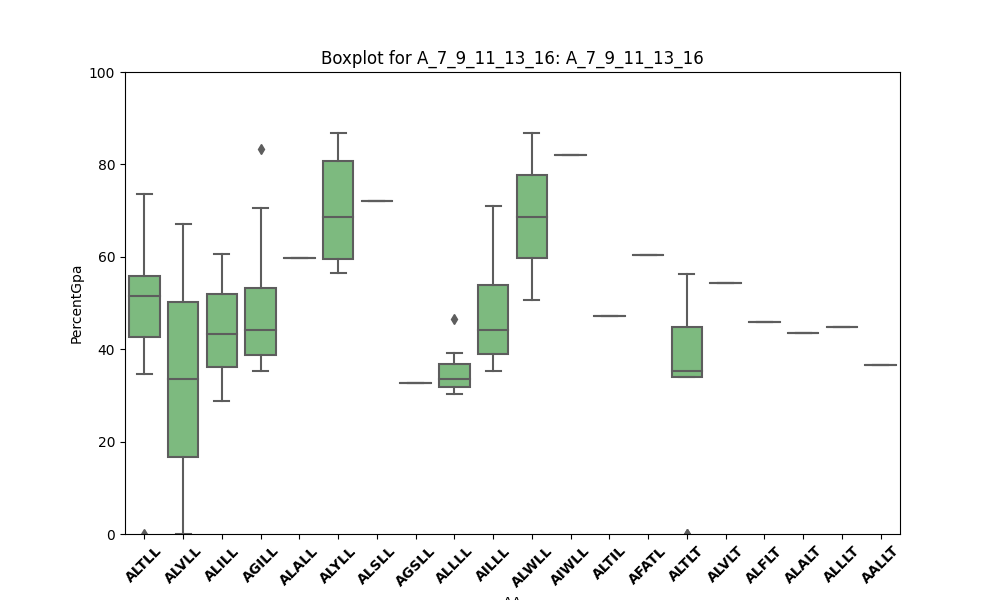 Boxplot for A_7_9_11_13_16: A_7_9_11_13_16
PercentGpa
100
80
60
40
20
0
ALTLL
ALVLL
ALILL
AGILL
ALALL
ALYLL
ALSLL
AGSLL
ALLLL
AILLL
ALWLL
AIWLL
ALTIL
AFATL
ALTLT
ALVLT
ALFLT
ALALT
ALLLT
AALLT